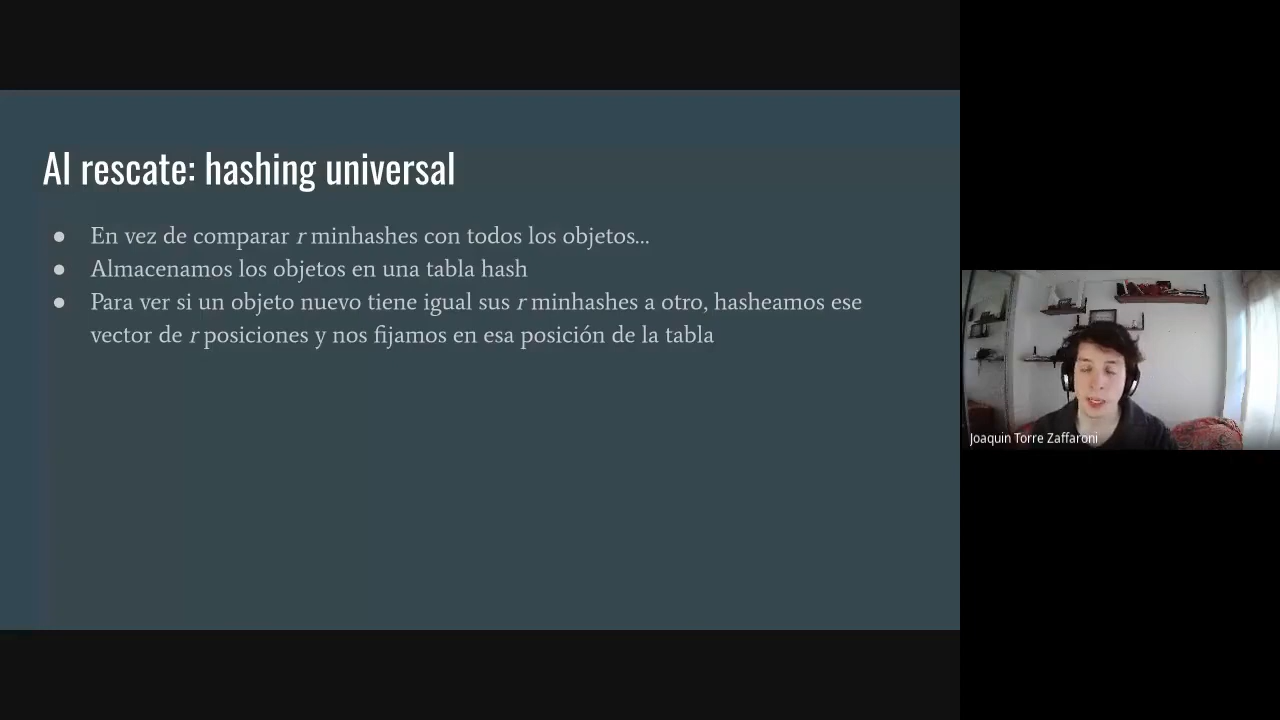 Al rescate: hashing universal
● En vez de comparar r minhashes con todos los objetos...
● Almacenamos los objetos en una tabla hash
● Para ver si un objeto nuevo tiene igual sus r minhashes a otro, hasheamos ese
vector de r posiciones y nos fijamos en esa posición de la tabla
Joaquin Torre Zaffaroni